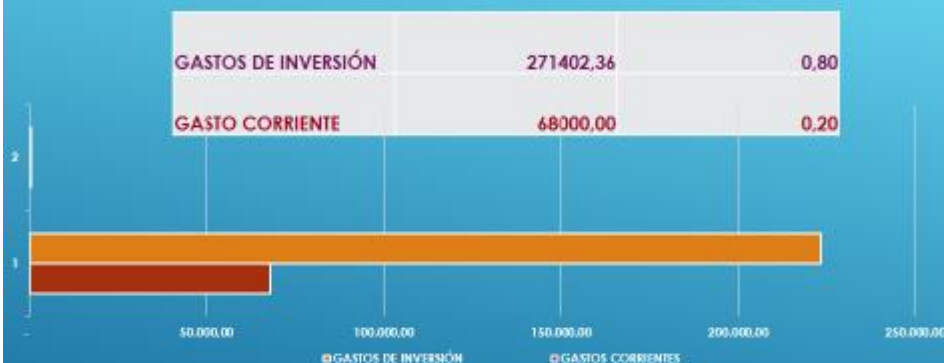 GASTOS DE INVERSIÓN 271402,36 0,80
GASTO CORRIENTE 68000,00 0,20
2
1
- 50.000,00 100.000,00 150.000,00 200.000,00 250.000,00
GASTOS DE INVERSIÓN GASTOS CORRIENTES